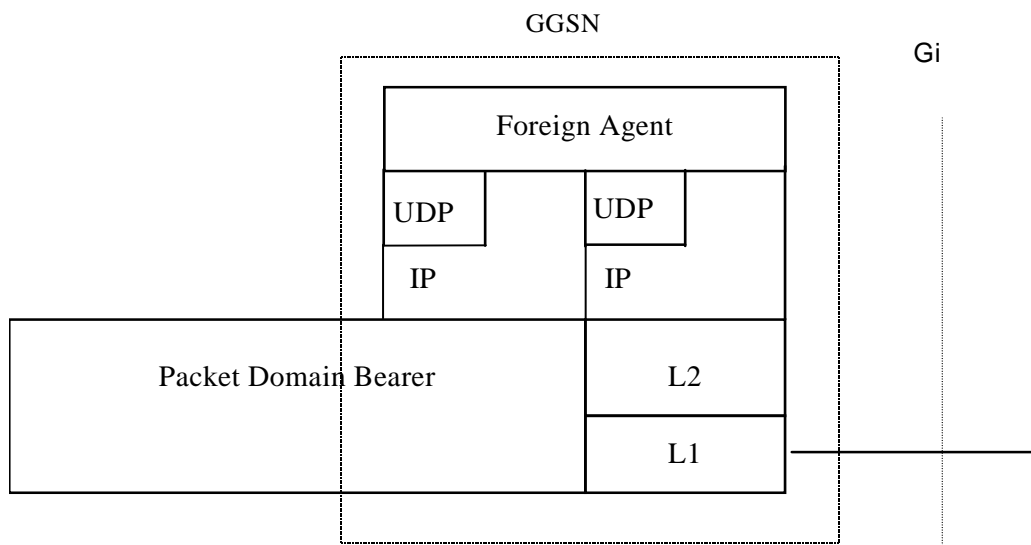 GGSN
Gi
Foreign Agent
UDP
UDP
IP
IP
Packet Domain Bearer
L2
L1